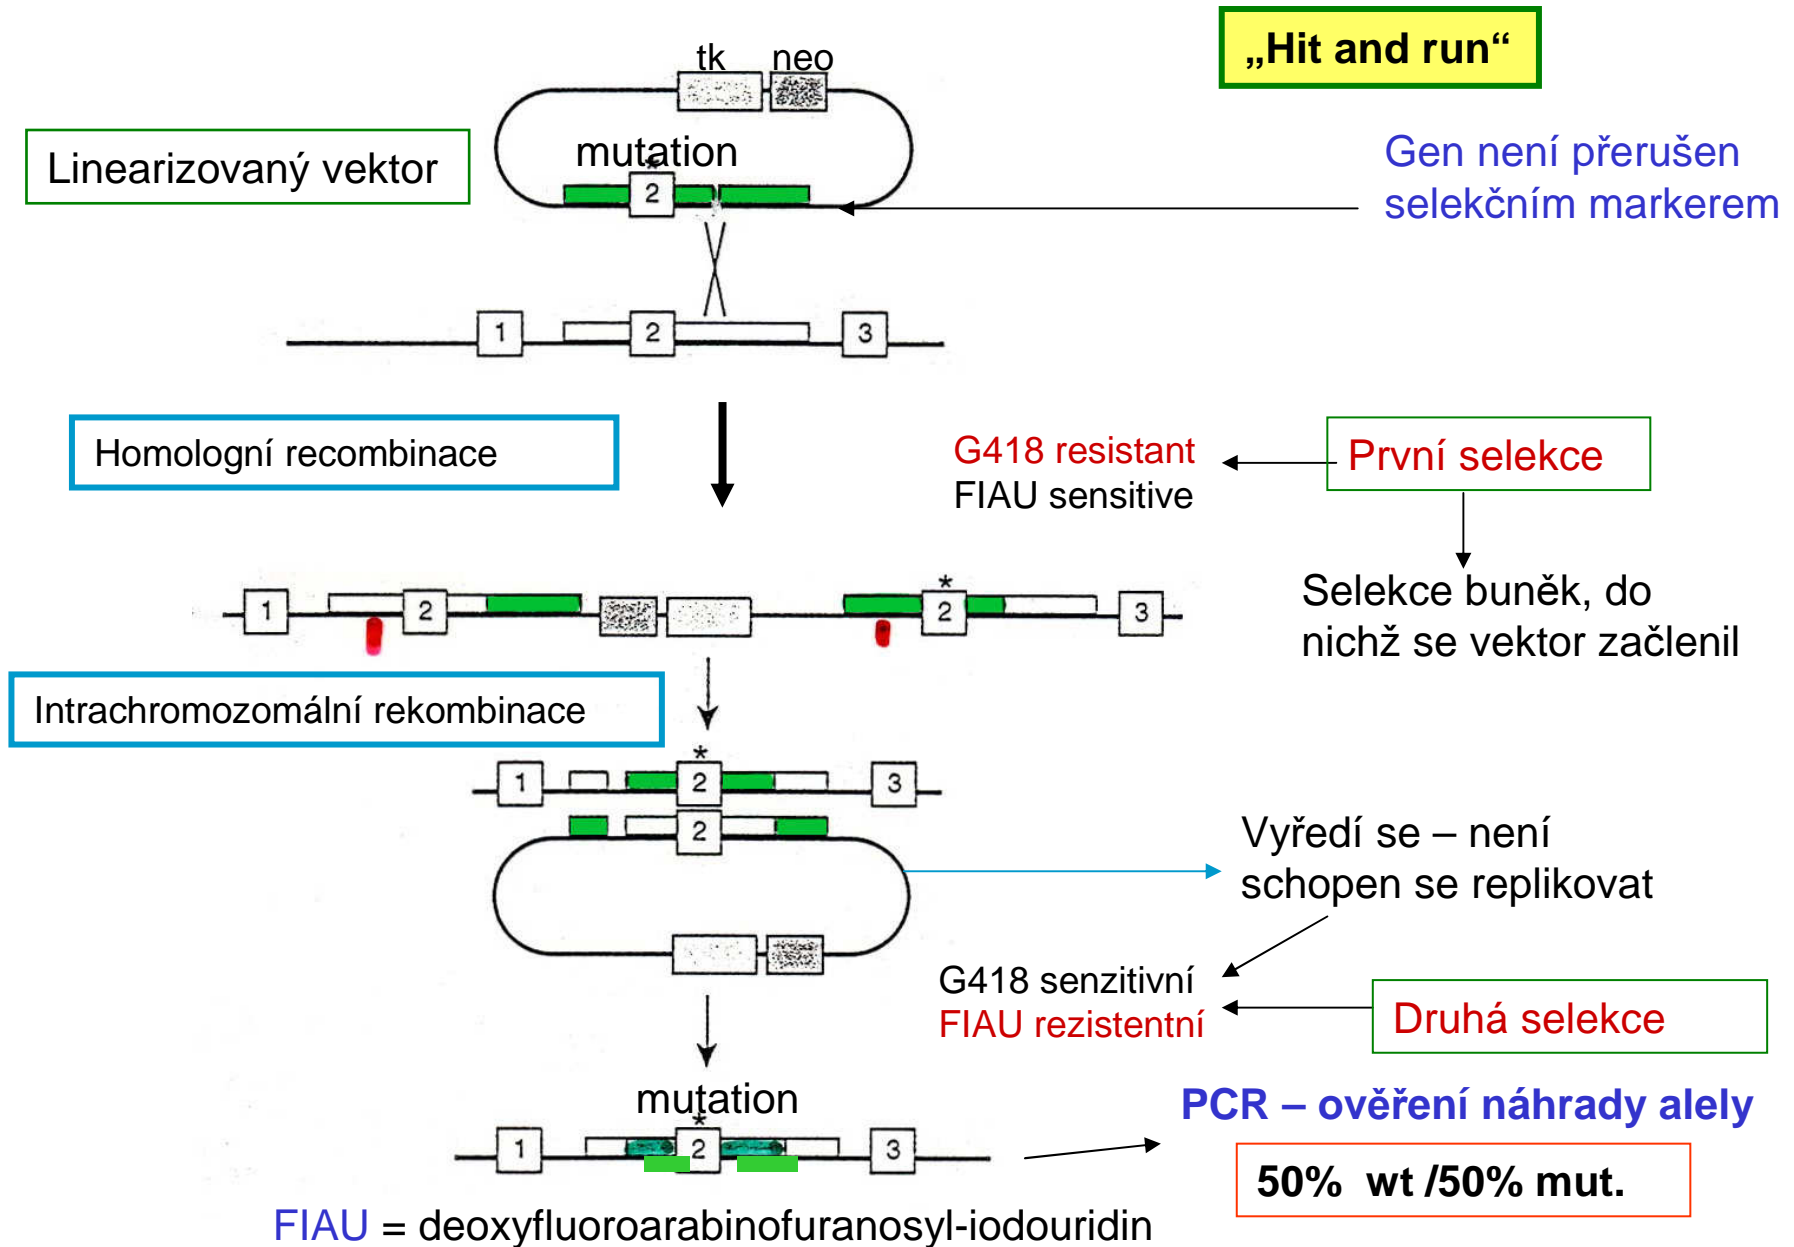 „Hit and run“
tk neo
mutation
*
2
Linearizovaný vektor
Gen není přerušen
selekčním markerem
1 2 3
Homologní recombinace
G418 resistant
FIAU sensitive
První selekce
Selekce buněk, do
nichž se vektor začlenil
*
1 2 2 3
Intrachromozomální rekombinace
*
1 2 3
2
Vyředí se – není
schopen se replikovat
G418 senzitivní
FIAU rezistentní
Druhá selekce
mutation
*
1 2 3
PCR – ověření náhrady alely
50% wt /50% mut.
FIAU = deoxyfluoroarabinofuranosyl-iodouridin